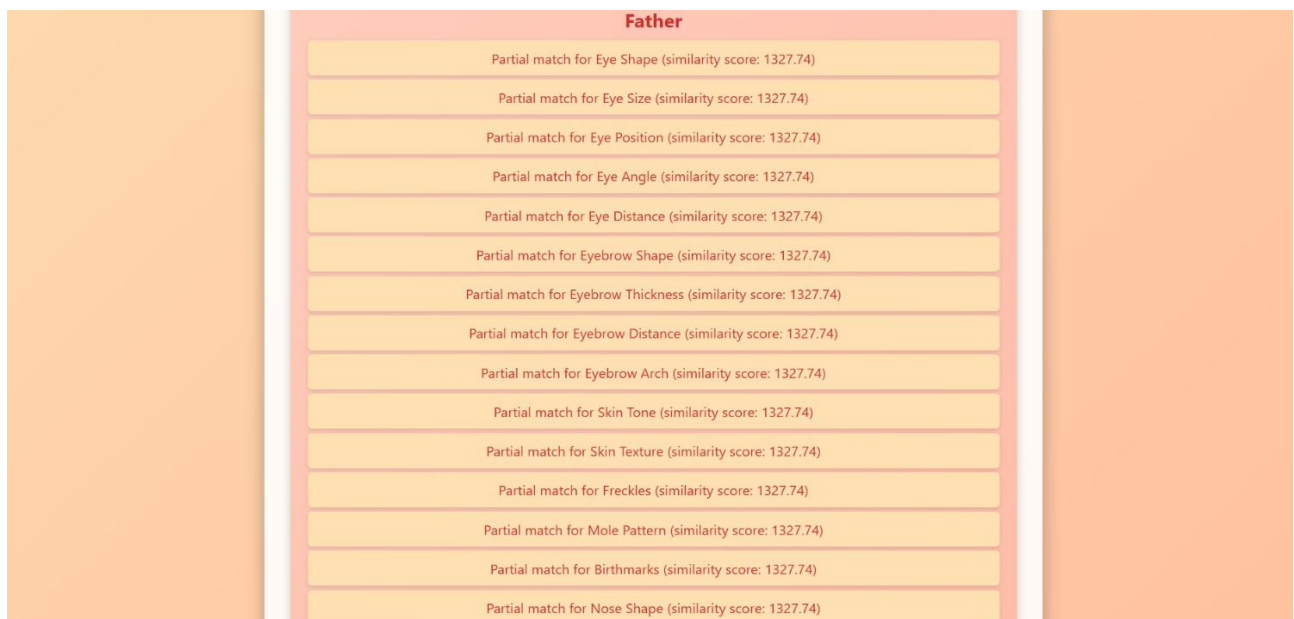 Father
Partial match for Eye Shape (similarity score: 1327.74)
Partial match for Eye Size (similarity score: 1327.74)
Partial match for Eye Position (similarity score: 1327.74)
Partial match for Eye Angle (similarity score: 1327.74)
Partial match for Eye Distance (similarity score: 1327.74)
Partial match for Eyebrow Shape (similarity score: 1327.74)
Partial match for Eyebrow Thickness (similarity score: 1327.74)
Partial match for Eyebrow Distance (similarity score: 1327.74)
Partial match for Eyebrow Arch (similarity score: 1327.74)
Partial match for Skin Tone (similarity score: 1327.74)
Partial match for Skin Texture (similarity score: 1327.74)
Partial match for Freckles (similarity score: 1327.74)
Partial match for Mole Pattern (similarity score: 1327.74)
Partial match for Birthmarks (similarity score: 1327.74)
Partial match for Nose Shape (similarity score: 1327.74)